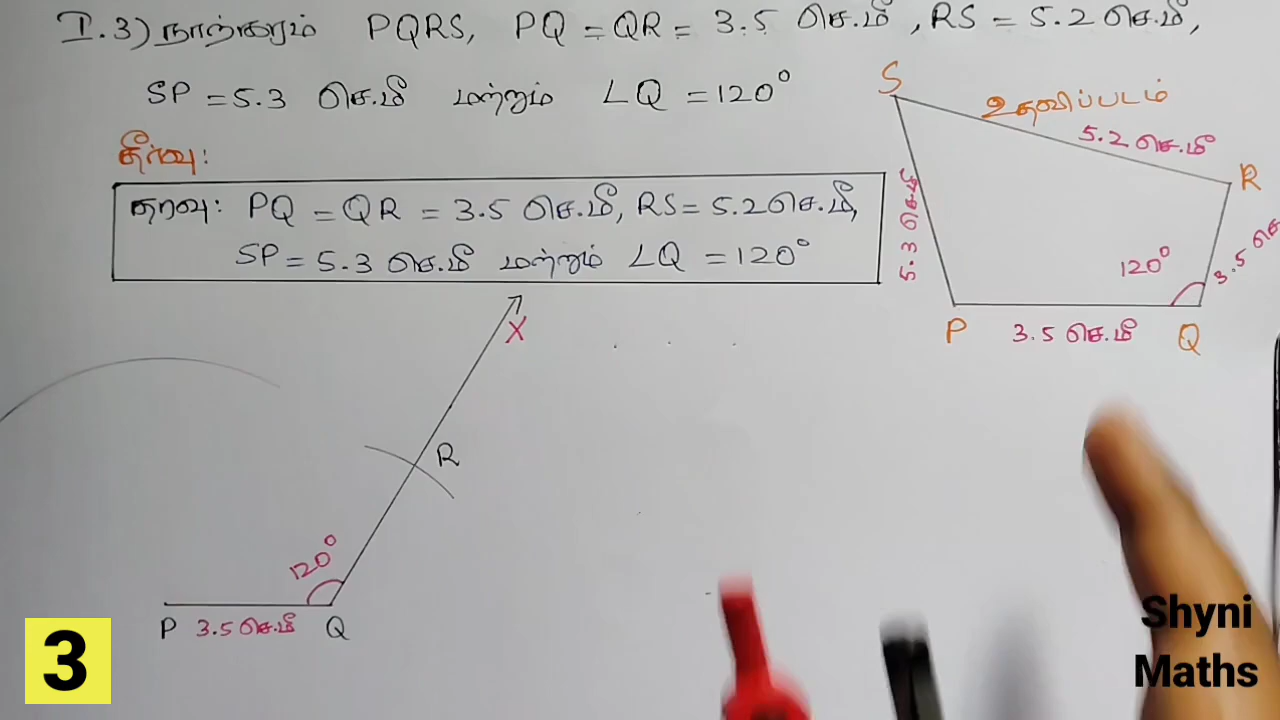 I.3) நாற்கரம் PQRS, PQ = QR = 3.5 செ.மீ, RS = 5.2 செ.மீ,
SP = 5.3 செ.மீ மற்றும் ∠Q = 120°
தீர்வு:
தரவு: PQ = QR = 3.5 செ.மீ, RS = 5.2 செ.மீ,
SP = 5.3 செ.மீ மற்றும் ∠Q = 120°
S
உதவிப்படம்
5.2 செ.மீ
R
5.3 செ.மீ
120°
3.5 செ
P 3.5 செ.மீ Q
X
R
120°
P 3.5 செ.மீ Q
3
Shyni
Maths